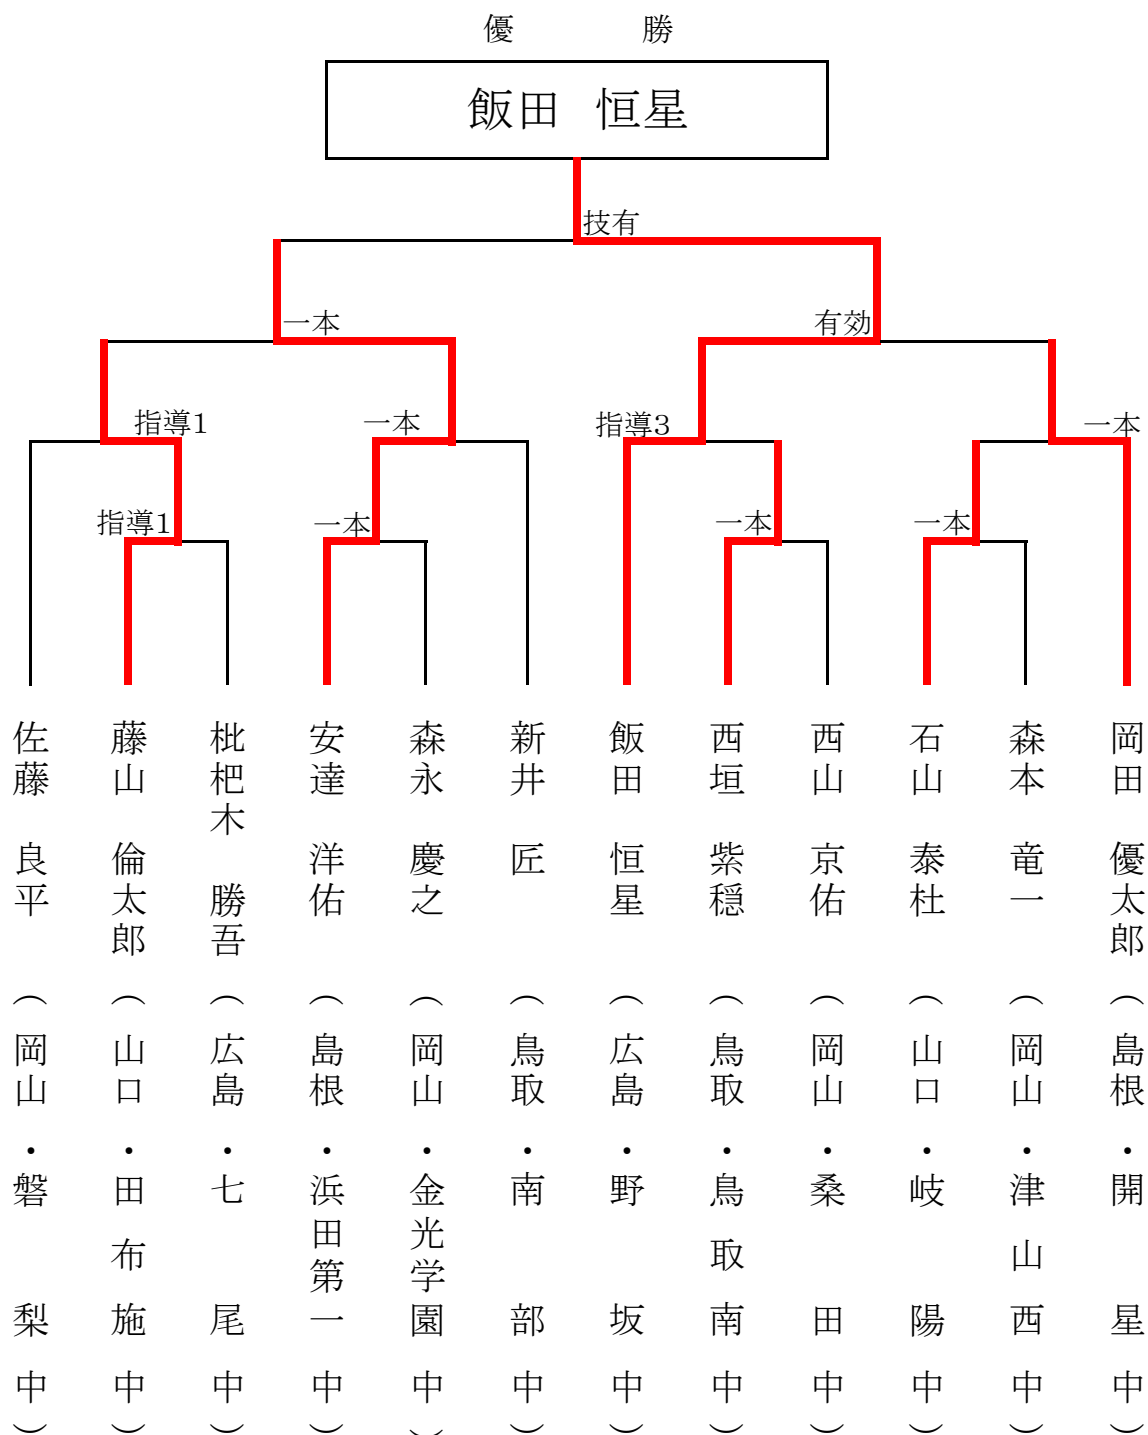 優　勝
飯田 恒星
技有
一本
有効
指導1
一本
指導3
一本
指導1
一本
一本
一本
佐藤 良平（岡山・磐梨中）
藤山 倫太郎（山口・田布施中）
枇杷木 勝吾（広島・七尾中）
安達 洋佑（島根・浜田第一中）
森永 慶之（岡山・金光学園中）
新井 匠（鳥取・南部中）
飯田 恒星（広島・野坂中）
西垣 紫穏（鳥取・鳥取南中）
西山 京佑（岡山・桑田中）
石山 泰杜（山口・岐陽中）
森本 竜一（岡山・津山西中）
岡田 優太郎（島根・開星中）